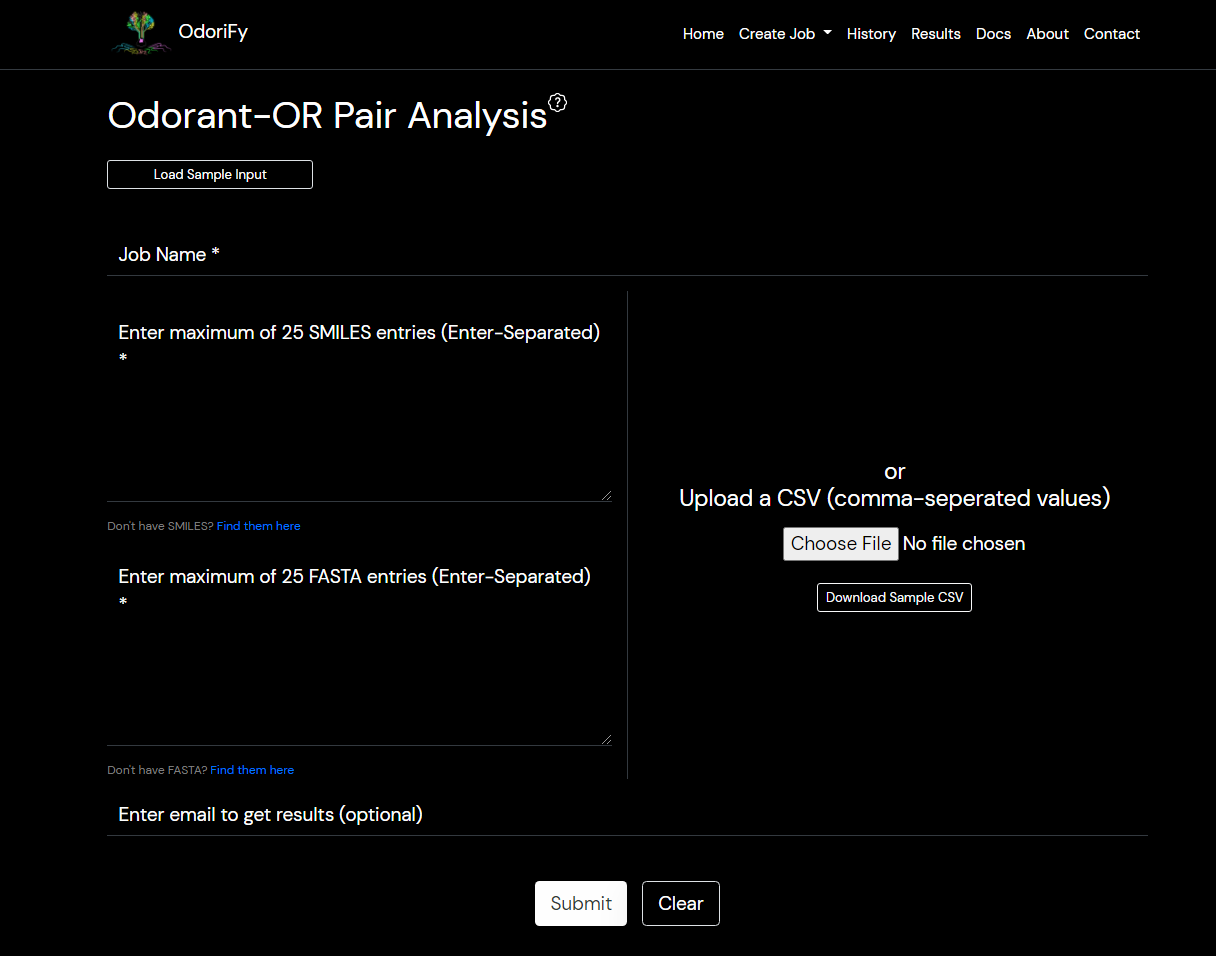 OdoriFy
Home Create Job History Results Docs About Contact
Odorant-OR Pair Analysis?
Load Sample Input
Job Name *
Enter maximum of 25 SMILES entries (Enter-Separated)
*
Don't have SMILES? Find them here
Enter maximum of 25 FASTA entries (Enter-Separated)
*
Don't have FASTA? Find them here
or
Upload a CSV (comma-seperated values)
Choose File No file chosen
Download Sample CSV
Enter email to get results (optional)
Submit Clear